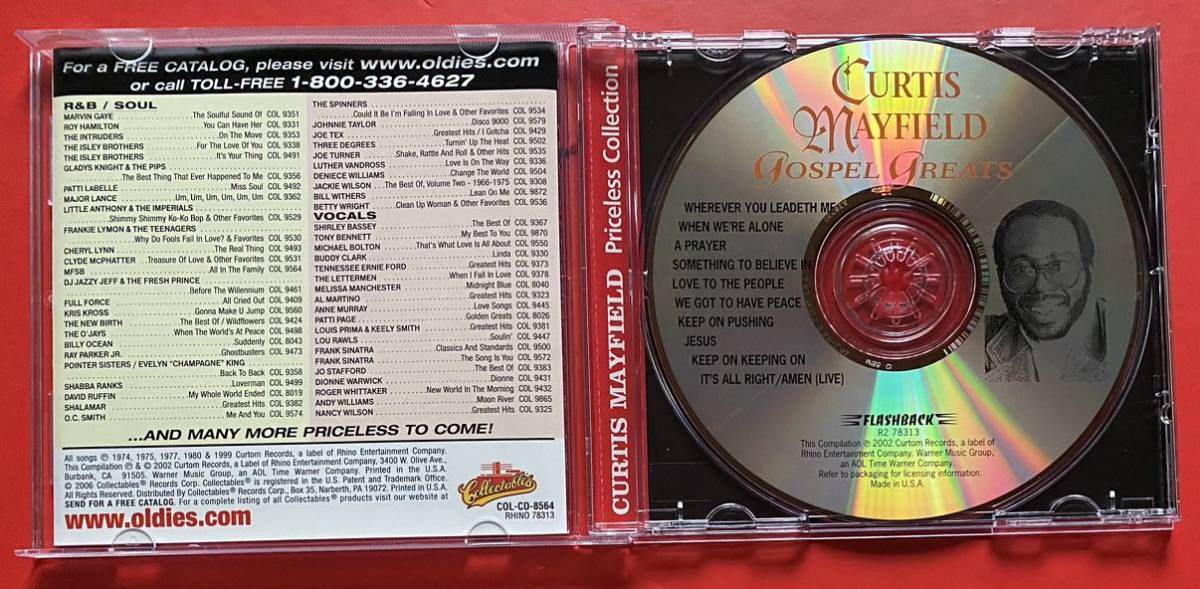 For a FREE CATALOG, please visit www.oldies.com
or call TOLL-FREE 1-800-336-4627
R&B / SOUL
MARVIN GAYE The Soulful Sound Of COL 9351
ROY HAMILTON You Can Have Her COL 9331
THE INTRUDERS On The Move COL 9353
THE ISLEY BROTHERS For The Love Of You COL 9338
THE ISLEY BROTHERS It's Your Thing COL 9491
GLADYS KNIGHT & THE PIPS
The Best Thing That Ever Happened To Me COL 9356
PATTI LABELLE Miss Soul COL 9492
MAJOR LANCE Um, Um, Um, Um, Um, Um COL 9362
LITTLE ANTHONY & THE IMPERIALS
Shimmy Shimmy Ko-Ko Bop & Other Favorites COL 9529
FRANKIE LYMON & THE TEENAGERS
Why Do Fools Fall In Love? & Favorites COL 9530
CHERYL LYNN The Real Thing COL 9493
CLYDE MCPHATTER Treasure Of Love & Other Favorites COL 9531
MFSB All In The Family COL 9564
DJ JAZZY JEFF & THE FRESH PRINCE
Before The Willennium COL 9461
FULL FORCE All Cried Out COL 9409
KRIS KROSS Gonna Make U Jump COL 9560
THE NEW BIRTH The Best Of / Wildflowers COL 9424
THE O'JAYS When The World's At Peace COL 9498
BILLY OCEAN Suddenly COL 8043
RAY PARKER JR. Ghostbusters COL 9473
POINTER SISTERS / EVELYN "CHAMPAGNE" KING
Back To Back COL 9358
SHABBA RANKS Loverman COL 9499
DAVID RUFFIN My Whole World Ended COL 8019
SHALAMAR Greatest Hits COL 9382
O.C. SMITH Me And You COL 9574
THE SPINNERS
Could It Be I'm Falling In Love & Other Favorites COL 9534
JOHNNIE TAYLOR Disco 9000 COL 9579
JOE TEX Greatest Hits / I Gotcha COL 9429
THREE DEGREES Turnin' Up The Heat COL 9502
JOE TURNER Shake, Rattle And Roll & Other Hits COL 9535
LUTHER VANDROSS Love Is On The Way COL 9336
DENIECE WILLIAMS Change The World COL 9504
JACKIE WILSON The Best Of, Volume Two - 1966-1975 COL 9308
BILL WITHERS Lean On Me COL 9872
BETTY WRIGHT Clean Up Woman & Other Favorites COL 9536
VOCALS
SHIRLEY BASSEY The Best Of COL 9367
TONY BENNETT My Best To You COL 9870
MICHAEL BOLTON That's What Love Is All About COL 9550
BUDDY CLARK Linda COL 9330
TENNESSEE ERNIE FORD Greatest Hits COL 9373
THE LETTERMEN When I Fall In Love COL 9378
MELISSA MANCHESTER Midnight Blue COL 8040
AL MARTINO Greatest Hits COL 9323
ANNE MURRAY Love Songs COL 9445
PATTI PAGE Golden Greats COL 8026
LOUIS PRIMA & KEELY SMITH Greatest Hits COL 9381
LOU RAWLS Soulin' COL 9447
FRANK SINATRA Classics And Standards COL 9500
FRANK SINATRA The Song Is You COL 9572
JO STAFFORD The Best Of COL 9383
DIONNE WARWICK Dionne COL 9431
ROGER WHITTAKER New World In The Morning COL 9432
ANDY WILLIAMS Moon River COL 9865
NANCY WILSON Greatest Hits COL 9325
...AND MANY MORE PRICELESS TO COME!
All songs ℗ 1974, 1975, 1977, 1980 & 1999 Curtom Records, a label of Rhino Entertainment Company.
This Compilation ℗ & © 2002 Curtom Records, a Label of Rhino Entertainment Company, 3400 W. Olive Ave.,
Burbank, CA 91505. Warner Music Group, an AOL Time Warner Company. Printed in the U.S.A.
© 2006 Collectables® Records Corp. Collectables® is registered in the U.S. Patent and Trademark Office.
All Rights Reserved. Distributed By Collectables® Record Corp., Box 35, Narberth, PA 19072. Printed in U.S.A.
SEND FOR A FREE CATALOG. For a complete listing of all Collectables® products visit our website at
www.oldies.com
Collectables
COL-CD-8564
RHINO 78313
CURTIS MAYFIELD Priceless Collection
CURTIS
MAYFIELD
GOSPEL GREATS
WHEREVER YOU LEADETH ME
WHEN WE'RE ALONE
A PRAYER
SOMETHING TO BELIEVE IN
LOVE TO THE PEOPLE
WE GOT TO HAVE PEACE
KEEP ON PUSHING
JESUS
KEEP ON KEEPING ON
IT'S ALL RIGHT/AMEN (LIVE)
FLASHBACK
R2 78313
This Compilation ℗ 2002 Curtom Records, a label of
Rhino Entertainment Company. Warner Music Group,
an AOL Time Warner Company.
Refer to packaging for licensing information.
Made in U.S.A.